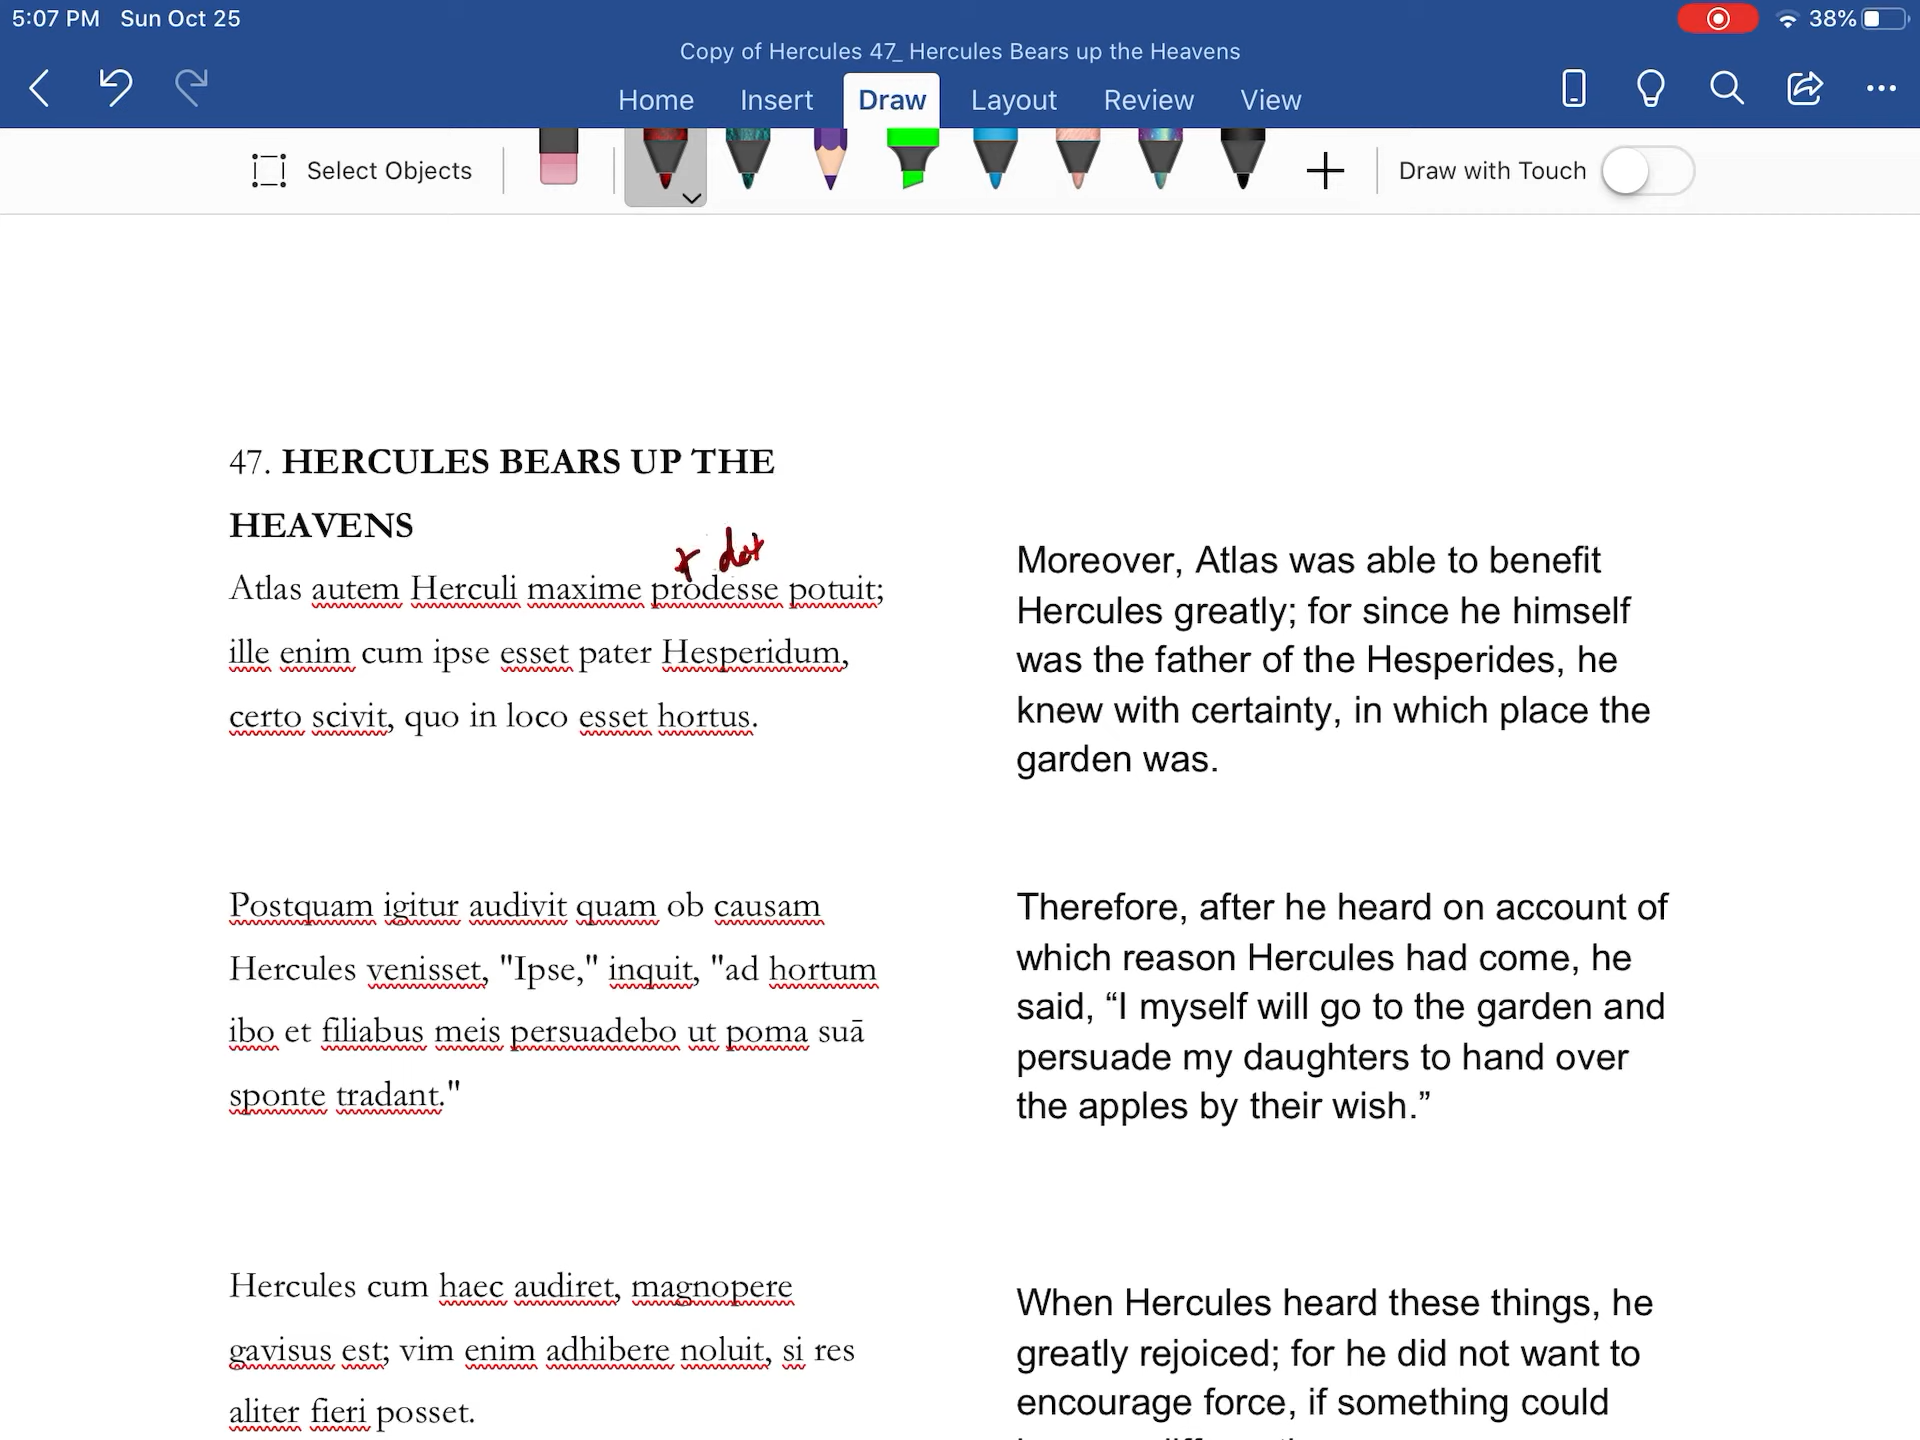 5:07 PM Sun Oct 25
38%
Copy of Hercules 47_ Hercules Bears up the Heavens
Home Insert Draw Layout Review View
Select Objects
Draw with Touch
47. HERCULES BEARS UP THE
HEAVENS
+ dat
Atlas autem Herculi maxime prodesse potuit;
ille enim cum ipse esset pater Hesperidum,
certo scivit, quo in loco esset hortus.
Moreover, Atlas was able to benefit
Hercules greatly; for since he himself
was the father of the Hesperides, he
knew with certainty, in which place the
garden was.
Postquam igitur audivit quam ob causam
Hercules venisset, "Ipse," inquit, "ad hortum
ibo et filiabus meis persuadebo ut poma suā
sponte tradant."
Therefore, after he heard on account of
which reason Hercules had come, he
said, “I myself will go to the garden and
persuade my daughters to hand over
the apples by their wish.”
Hercules cum haec audiret, magnopere
gavisus est; vim enim adhibere noluit, si res
aliter fieri posset.
When Hercules heard these things, he
greatly rejoiced; for he did not want to
encourage force, if something could